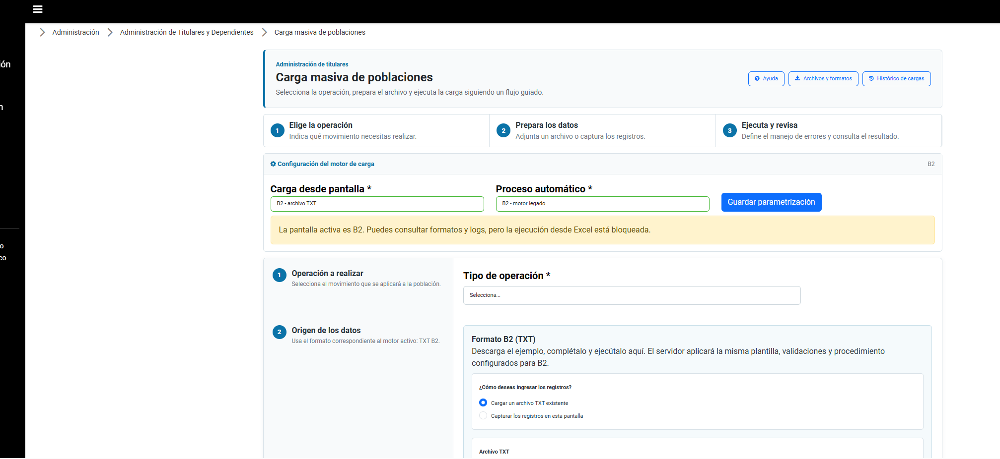 Administración
Administración de Titulares y Dependientes
Carga masiva de poblaciones
Administración de titulares
Carga masiva de poblaciones
Selecciona la operación, prepara el archivo y ejecuta la carga siguiendo un flujo guiado.
Ayuda
Archivos y formatos
Histórico de cargas
1
Elige la operación
Indica qué movimiento necesitas realizar.
2
Prepara los datos
Adjunta un archivo o captura los registros.
3
Ejecuta y revisa
Define el manejo de errores y consulta el resultado.
Configuración del motor de carga
B2
Carga desde pantalla *
B2 - archivo TXT
Proceso automático *
B2 - motor legado
Guardar parametrización
La pantalla activa es B2. Puedes consultar formatos y logs, pero la ejecución desde Excel está bloqueada.
1
Operación a realizar
Selecciona el movimiento que se aplicará a la población.
Tipo de operación *
Selecciona...
2
Origen de los datos
Usa el formato correspondiente al motor activo: TXT B2.
Formato B2 (TXT)
Descarga el ejemplo, complétalo y ejecútalo aquí. El servidor aplicará la misma plantilla, validaciones y procedimiento
configurados para B2.
¿Cómo deseas ingresar los registros?
Cargar un archivo TXT existente
Capturar los registros en esta pantalla
Archivo TXT